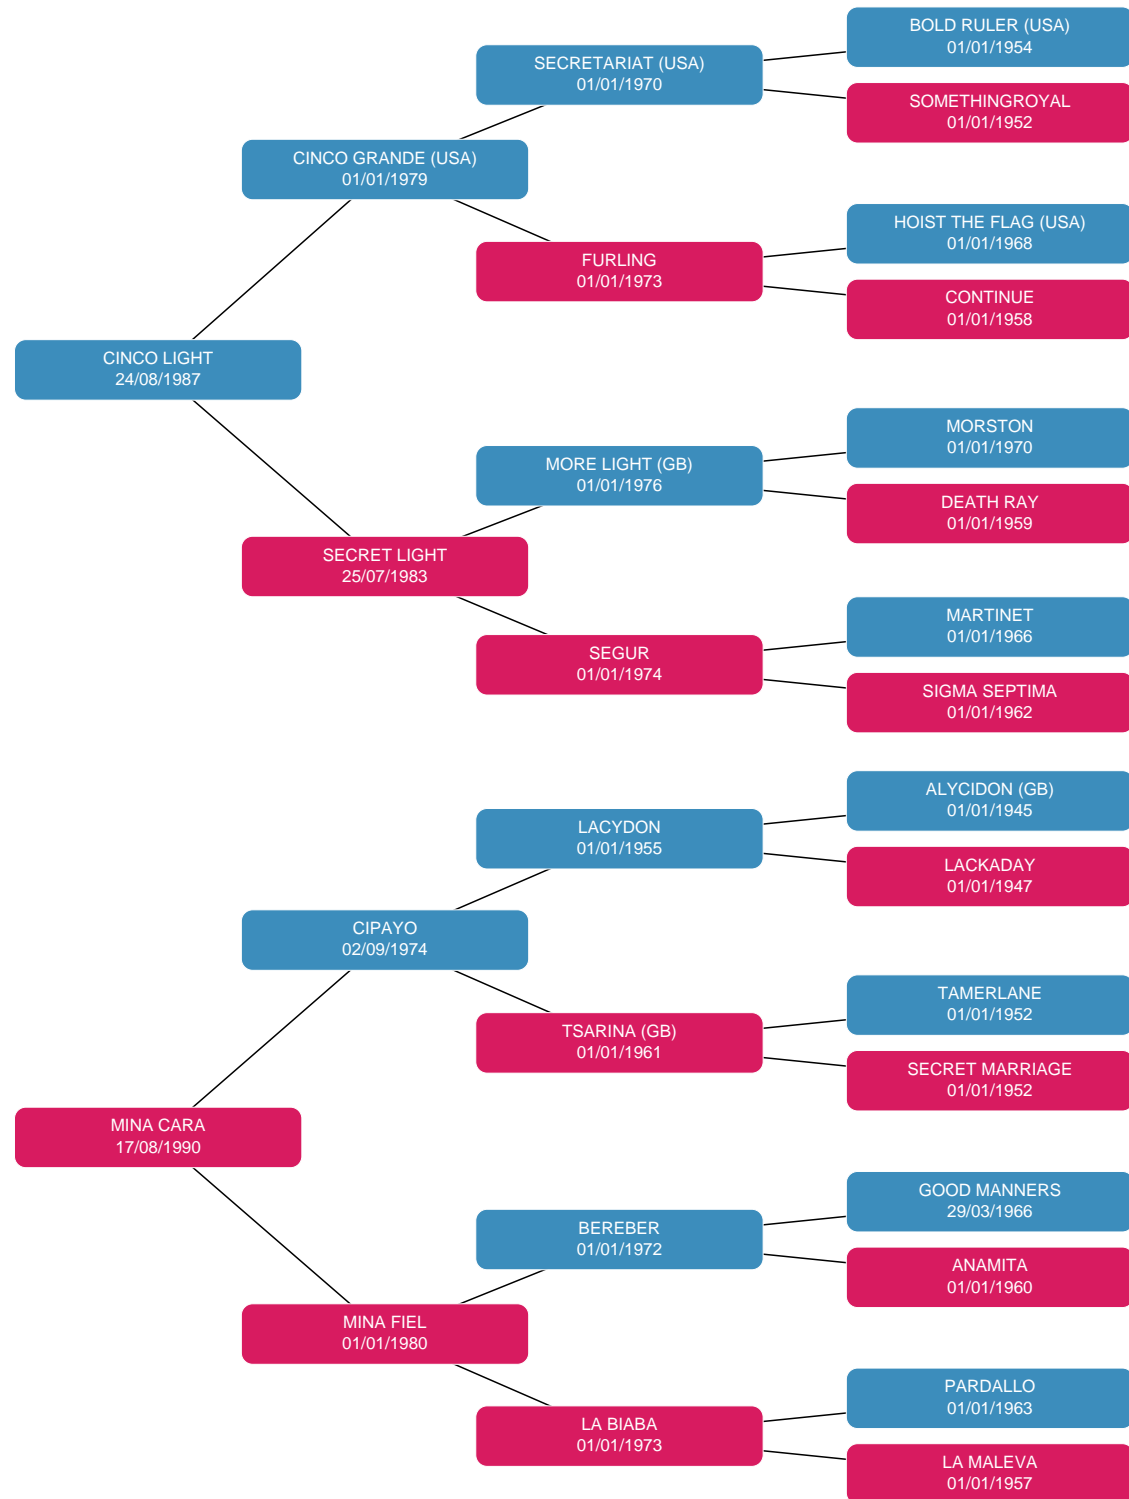 BOLD RULER (USA)
01/01/1954
SECRETARIAT (USA)
01/01/1970
SOMETHINGROYAL
01/01/1952
CINCO GRANDE (USA)
01/01/1979
HOIST THE FLAG (USA)
01/01/1968
FURLING
01/01/1973
CONTINUE
01/01/1958
CINCO LIGHT
24/08/1987
MORSTON
01/01/1970
MORE LIGHT (GB)
01/01/1976
DEATH RAY
01/01/1959
SECRET LIGHT
25/07/1983
MARTINET
01/01/1966
SEGUR
01/01/1974
SIGMA SEPTIMA
01/01/1962
ALYCIDON (GB)
01/01/1945
LACYDON
01/01/1955
LACKADAY
01/01/1947
CIPAYO
02/09/1974
TAMERLANE
01/01/1952
TSARINA (GB)
01/01/1961
SECRET MARRIAGE
01/01/1952
MINA CARA
17/08/1990
GOOD MANNERS
29/03/1966
BEREBER
01/01/1972
ANAMITA
01/01/1960
MINA FIEL
01/01/1980
PARDALLO
01/01/1963
LA BIABA
01/01/1973
LA MALEVA
01/01/1957